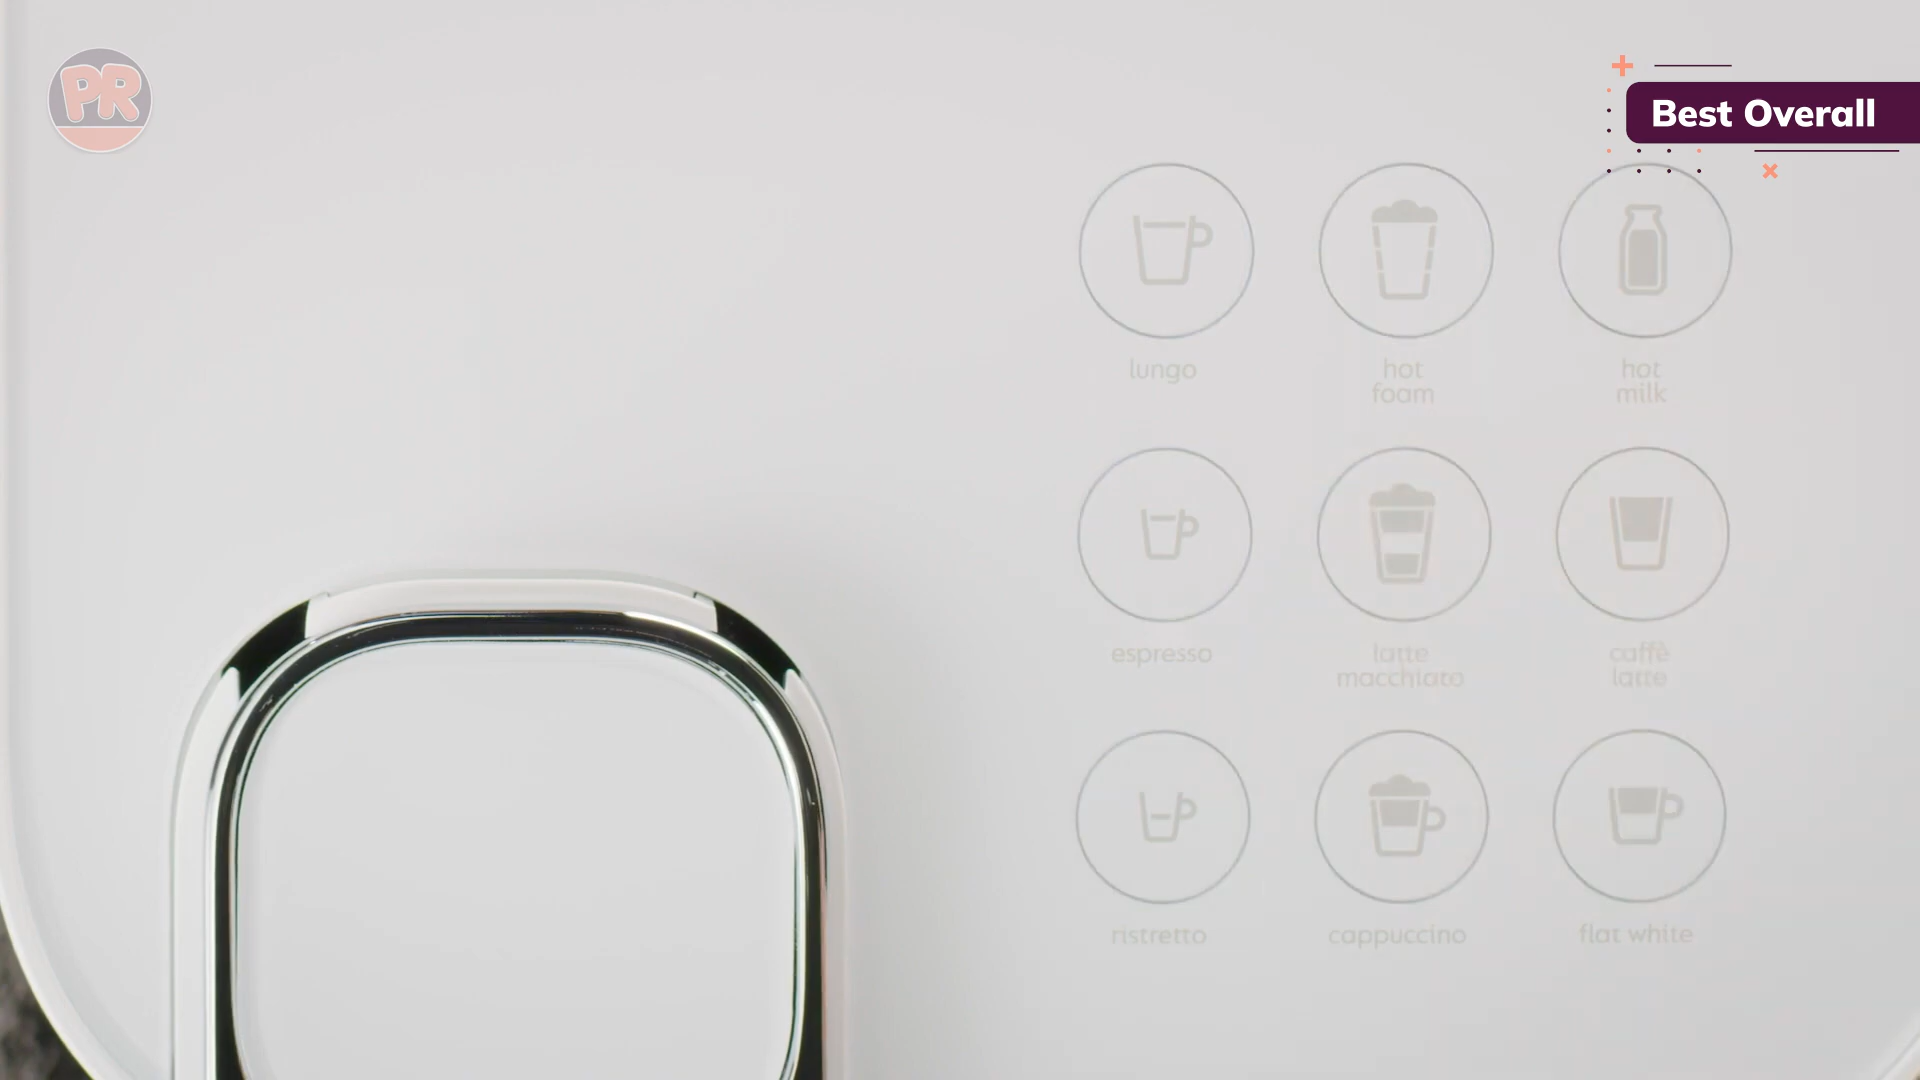 PR
Best Overall
lungo
hot
foam
hot
milk
espresso
latte
macchiato
caffè
latte
ristretto
cappuccino
flat white